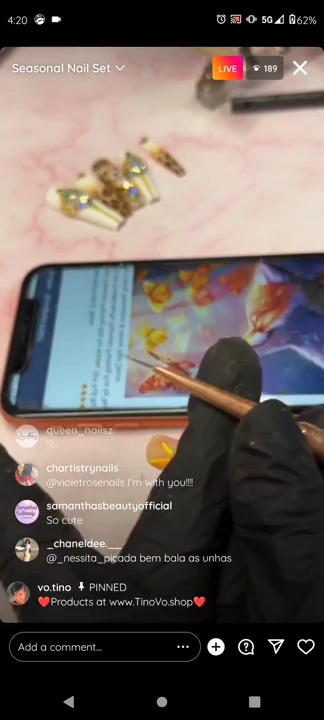 4:20
5G
62%
Seasonal Nail Set
LIVE
189
queen_nailsz
chartistrynails
@violetrosenails I'm with you!!!!
samanthasbeautyofficial
So cute
_chaneldee.__
@_nessita_picada bem bala as unhas
vo.tino PINNED
❤️Products at www.TinoVo.shop❤️
Add a comment...